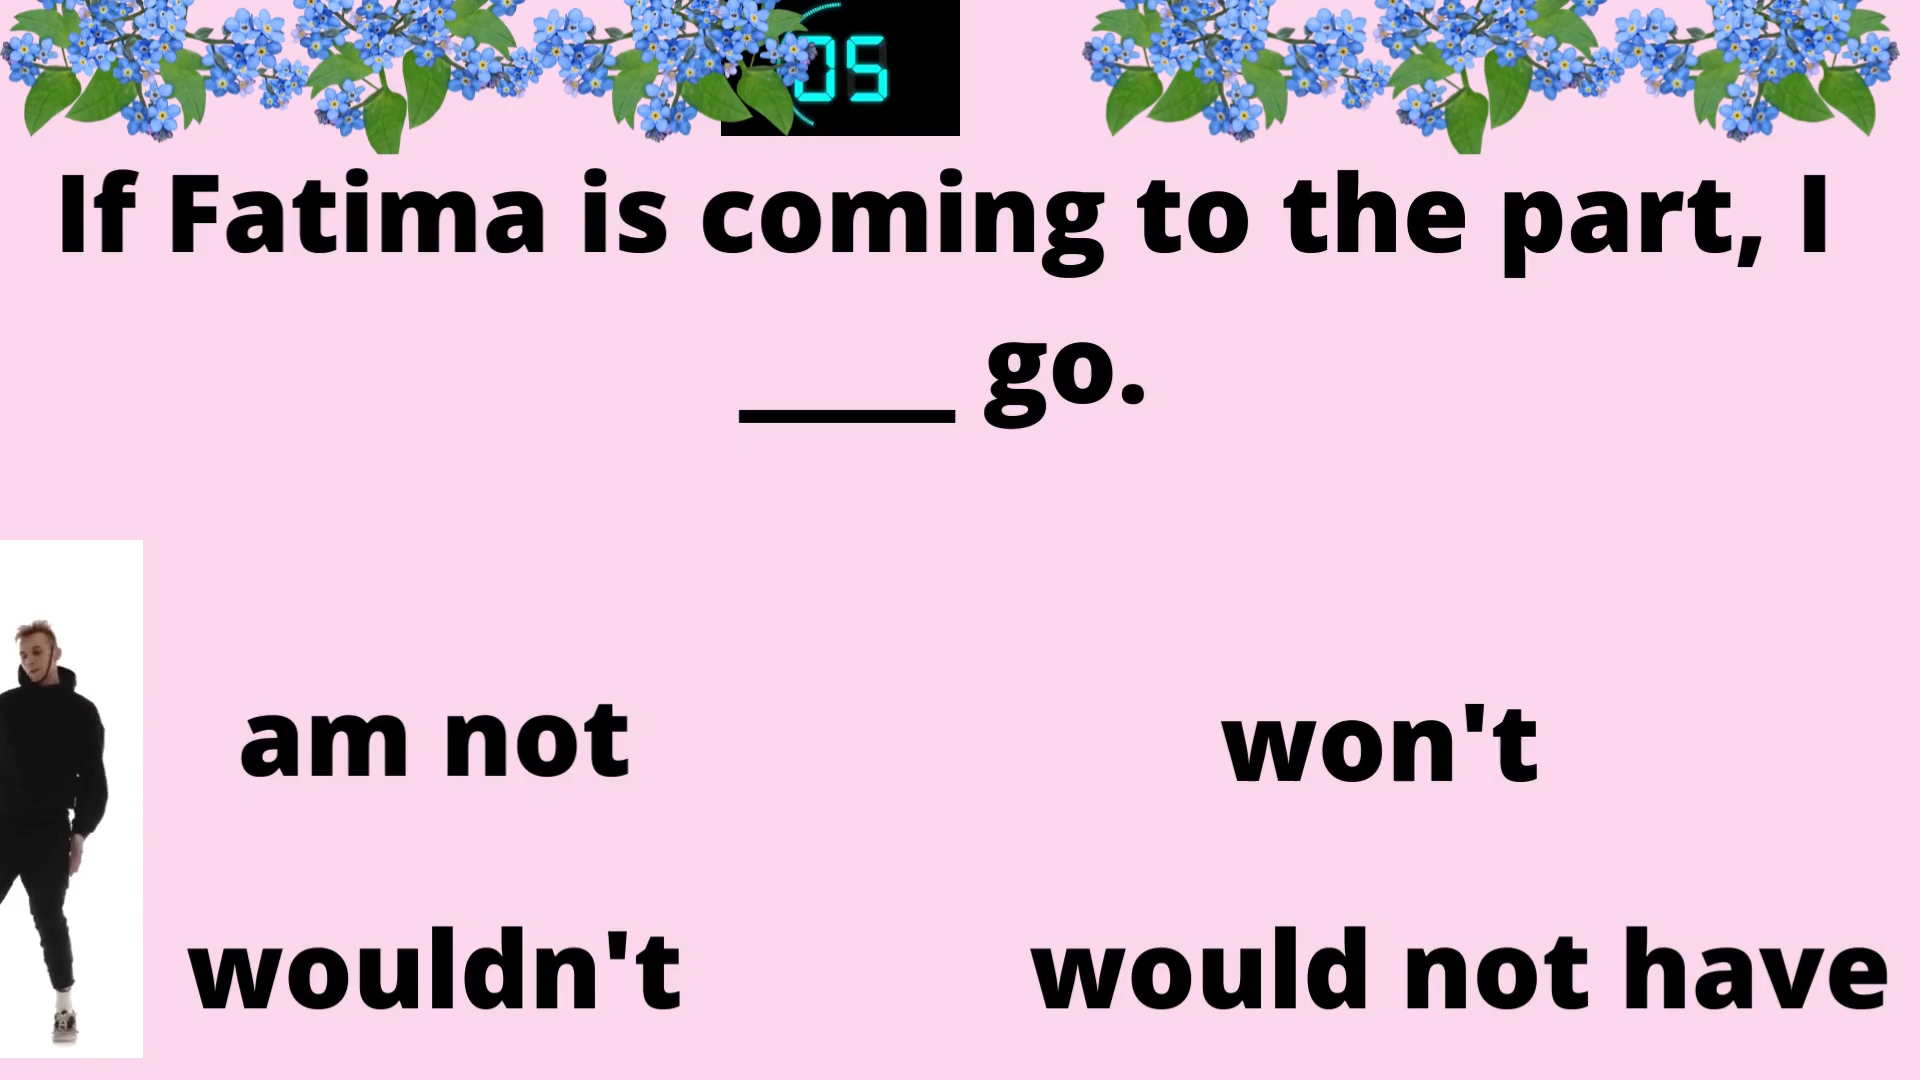 05
If Fatima is coming to the part, I
____ go.
am not
won't
wouldn't
would not have